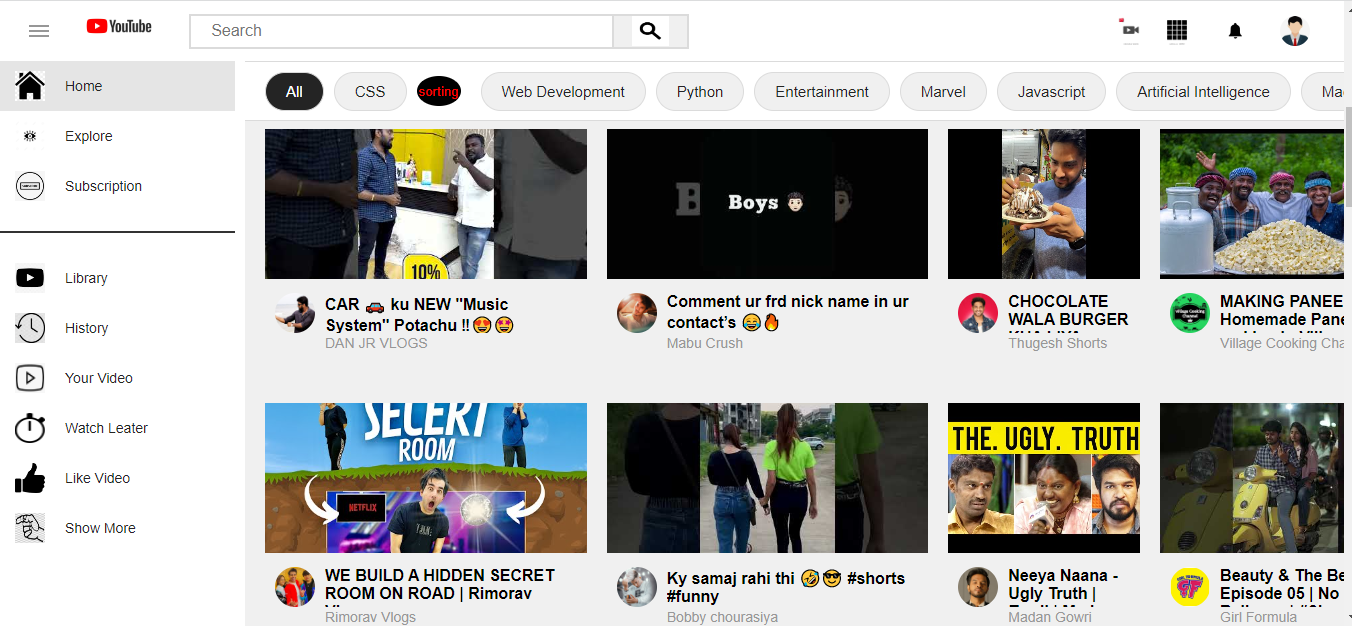 YouTube
Search
Home
Explore
Subscription
Library
History
Your Video
Watch Leater
Like Video
Show More
All
CSS
sorting
Web Development
Python
Entertainment
Marvel
Javascript
Artificial Intelligence
Ma
10%
B
Boys
CAR 🚗 ku NEW "Music
System" Potachu ‼😍🤩
DAN JR VLOGS
Comment ur frd nick name in ur
contact’s 😂🔥
Mabu Crush
CHOCOLATE
WALA BURGER
Thugesh Shorts
MAKING PANEE
Homemade Pane
Village Cooking Cha
SECERT
ROOM
NETFLIX
THE. UGLY. TRUTH
WE BUILD A HIDDEN SECRET
ROOM ON ROAD | Rimorav
Rimorav Vlogs
Ky samaj rahi thi 🤣😎 #shorts
#funny
Bobby chourasiya
Neeya Naana -
Ugly Truth |
Madan Gowri
Beauty & The Be
Episode 05 | No
Girl Formula